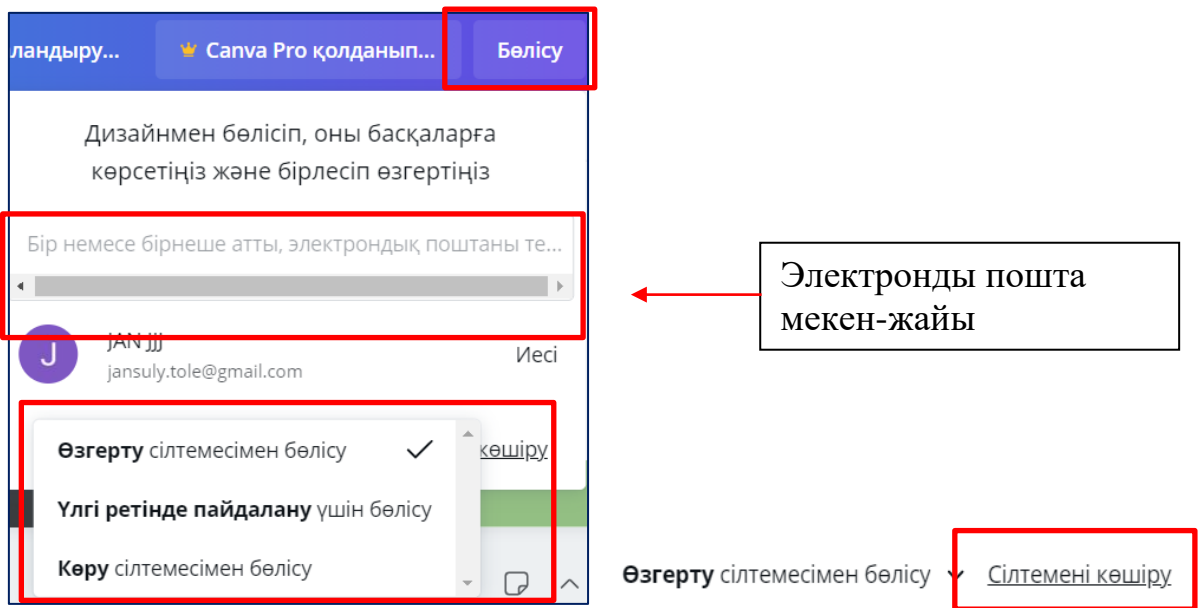 ландыру...
Canva Pro қолданып...
Бөлісу
Дизайнмен бөлісіп, оны басқаларға
көрсетіңіз және бірлесіп өзгертіңіз
Бір немесе бірнеше атты, электрондық поштаны те...
Электронды пошта
мекен-жайы
J
JAN jjj
Иесі
jansuly.tole@gmail.com
Өзгерту сілтемесімен бөлісу
көшіру
Үлгі ретінде пайдалану үшін бөлісу
Көру сілтемесімен бөлісу
Өзгерту сілтемесімен бөлісу
Сілтемені көшіру